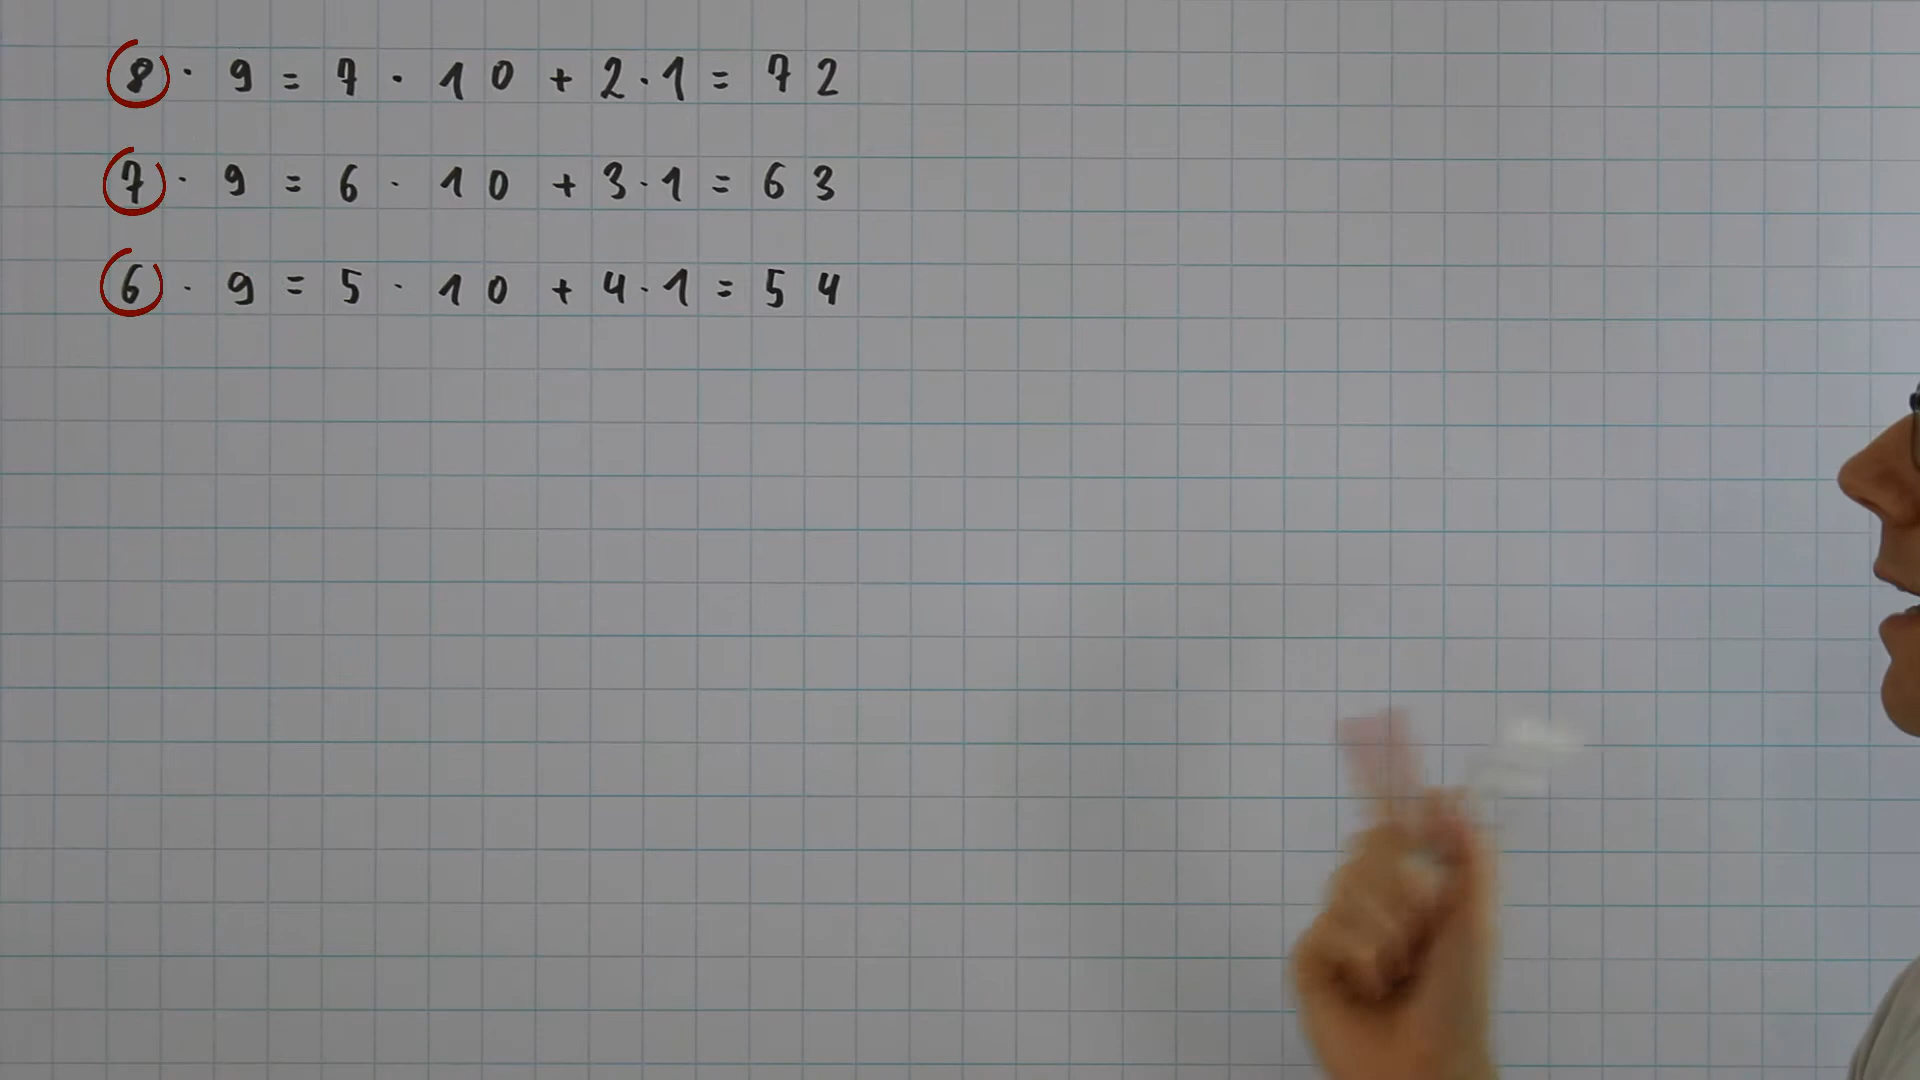 8 · 9 = 7 · 10 + 2 · 1 = 72
7 · 9 = 6 · 10 + 3 · 1 = 63
6 · 9 = 5 · 10 + 4 · 1 = 54